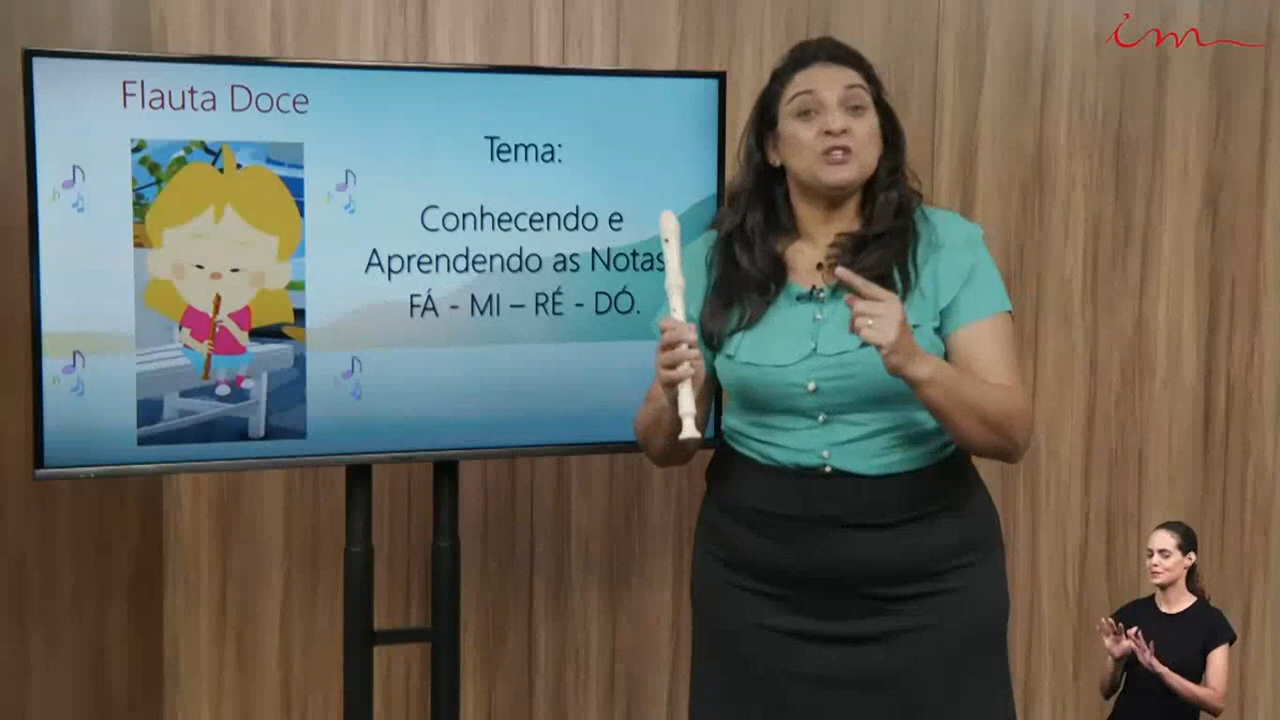 Flauta Doce
Tema:
Conhecendo e
Aprendendo as Notas
FÁ - MI – RÉ - DÓ.
im